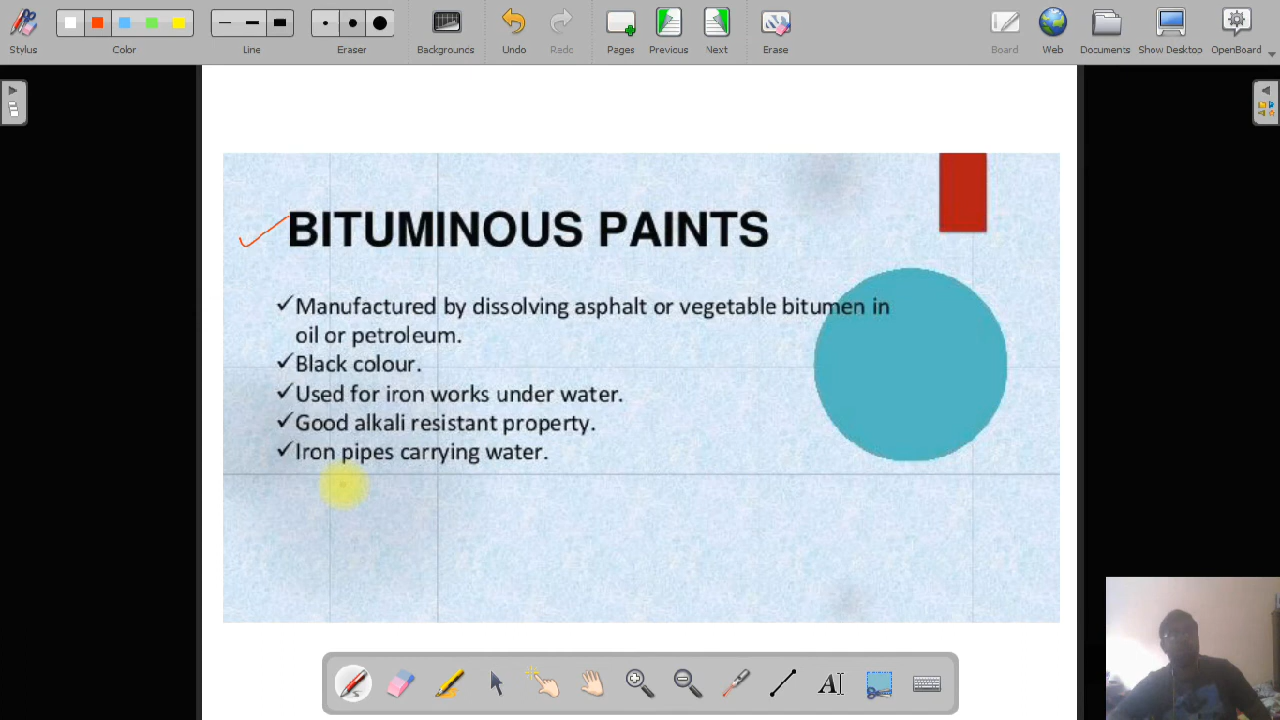 Stylus
Color
Line
Eraser
Backgrounds
Undo
Redo
Pages
Previous
Next
Erase
Board
Web
Documents
Show Desktop
OpenBoard
BITUMINOUS PAINTS
✓Manufactured by dissolving asphalt or vegetable bitumen in
oil or petroleum.
✓Black colour.
✓Used for iron works under water.
✓Good alkali resistant property.
✓Iron pipes carrying water.